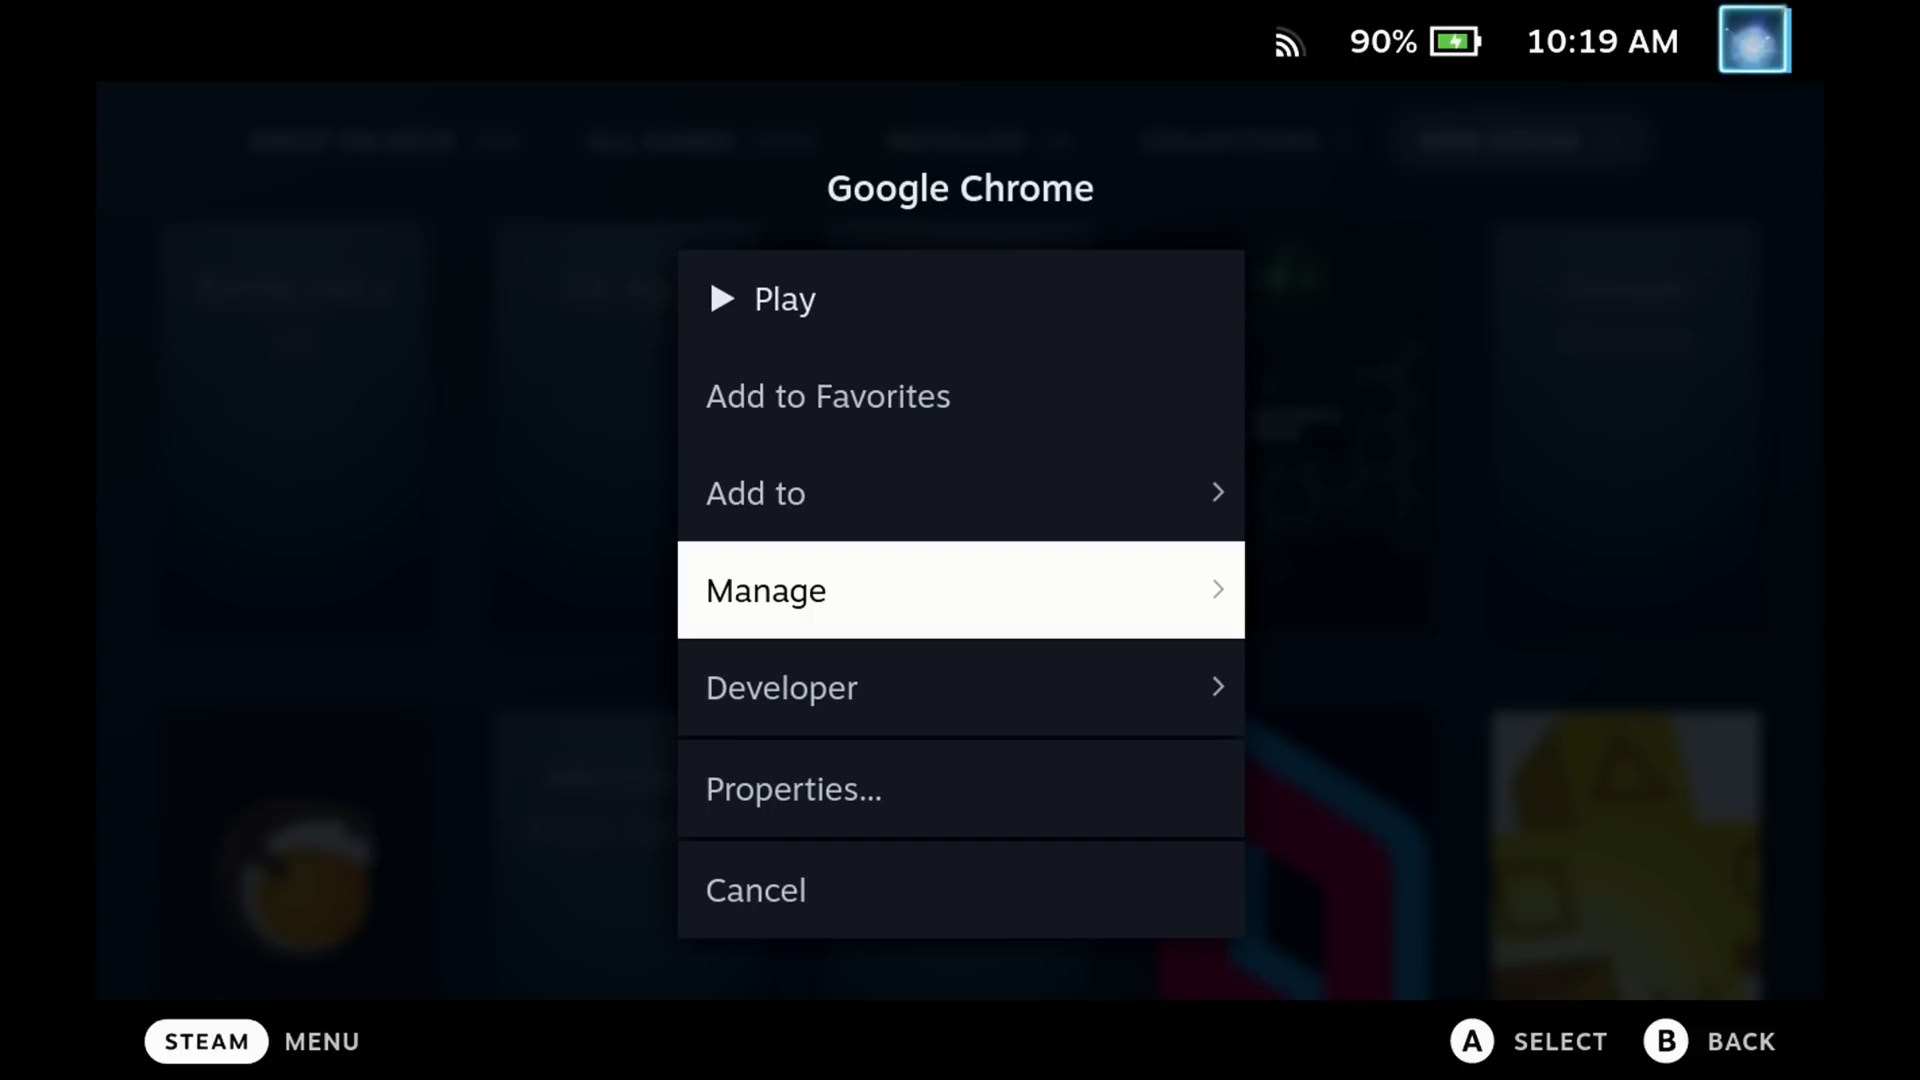 90% 10:19 AM
Google Chrome
Play
Add to Favorites
Add to
Manage
Developer
Properties...
Cancel
STEAM MENU
A SELECT B BACK